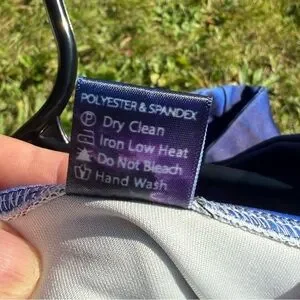 POLYESTER & SPANDEX
P Dry Clean
Iron Low Heat
Do Not Bleach
Hand Wash